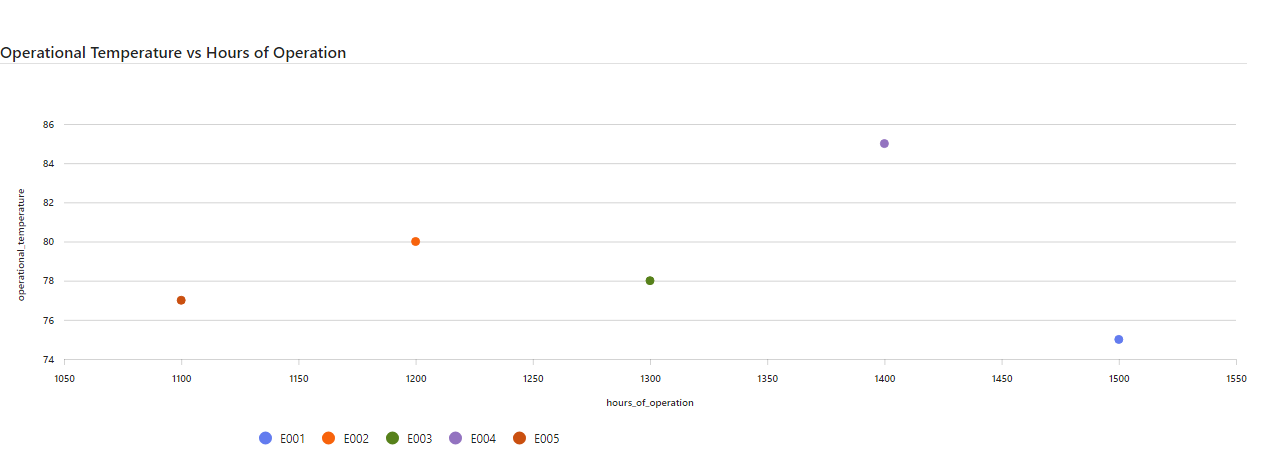 Operational Temperature vs Hours of Operation
86
84
82
80
78
76
74
operational_temperature
1050 1100 1150 1200 1250 1300 1350 1400 1450 1500 1550
hours_of_operation
E001 E002 E003 E004 E005